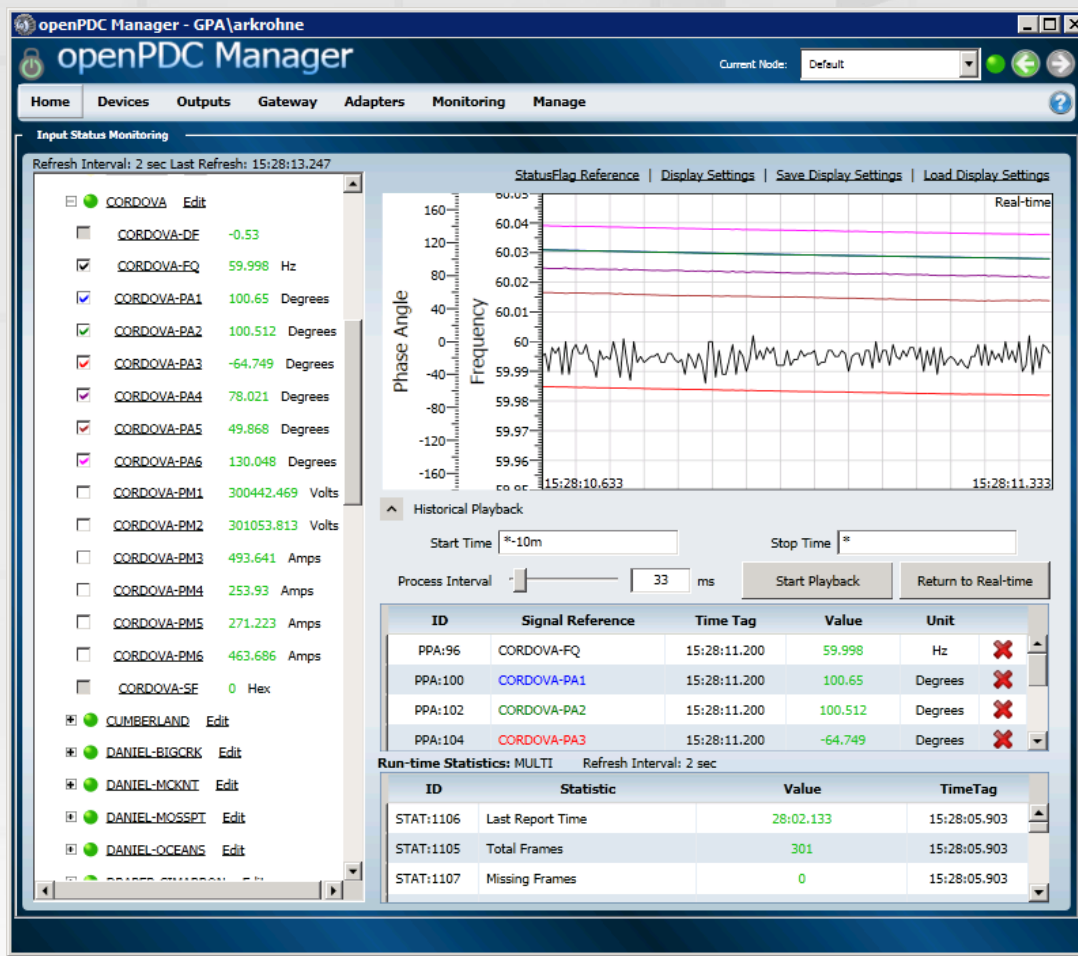 openPDC Manager - GPA\arkrohne
openPDC Manager
Current Node: Default
Home Devices Outputs Gateway Adapters Monitoring Manage
Input Status Monitoring
Refresh Interval: 2 sec Last Refresh: 15:28:13.247
CORDOVA Edit
CORDOVA-DF -0.53
CORDOVA-FQ 59.998 Hz
CORDOVA-PA1 100.65 Degrees
CORDOVA-PA2 100.512 Degrees
CORDOVA-PA3 -64.749 Degrees
CORDOVA-PA4 78.021 Degrees
CORDOVA-PA5 49.868 Degrees
CORDOVA-PA6 130.048 Degrees
CORDOVA-PM1 300442.469 Volts
CORDOVA-PM2 301053.813 Volts
CORDOVA-PM3 493.641 Amps
CORDOVA-PM4 253.93 Amps
CORDOVA-PM5 271.223 Amps
CORDOVA-PM6 463.686 Amps
CORDOVA-SF 0 Hex
CUMBERLAND Edit
DANIEL-BIGCRK Edit
DANIEL-MCKNT Edit
DANIEL-MOSSPT Edit
DANIEL-OCEANS Edit
StatusFlag Reference | Display Settings | Save Display Settings | Load Display Settings
Real-time
Phase Angle
160
120
80
40
0
-40
-80
-120
-160
Frequency
60.05
60.04
60.03
60.02
60.01
60
59.99
59.98
59.97
59.96
59.95
15:28:10.633 15:28:11.333
Historical Playback
Start Time *-10m Stop Time *
Process Interval 33 ms Start Playback Return to Real-time
ID Signal Reference Time Tag Value Unit
PPA:96 CORDOVA-FQ 15:28:11.200 59.998 Hz
PPA:100 CORDOVA-PA1 15:28:11.200 100.65 Degrees
PPA:102 CORDOVA-PA2 15:28:11.200 100.512 Degrees
PPA:104 CORDOVA-PA3 15:28:11.200 -64.749 Degrees
Run-time Statistics: MULTI Refresh Interval: 2 sec
ID Statistic Value TimeTag
STAT:1106 Last Report Time 28:02.133 15:28:05.903
STAT:1105 Total Frames 301 15:28:05.903
STAT:1107 Missing Frames 0 15:28:05.903